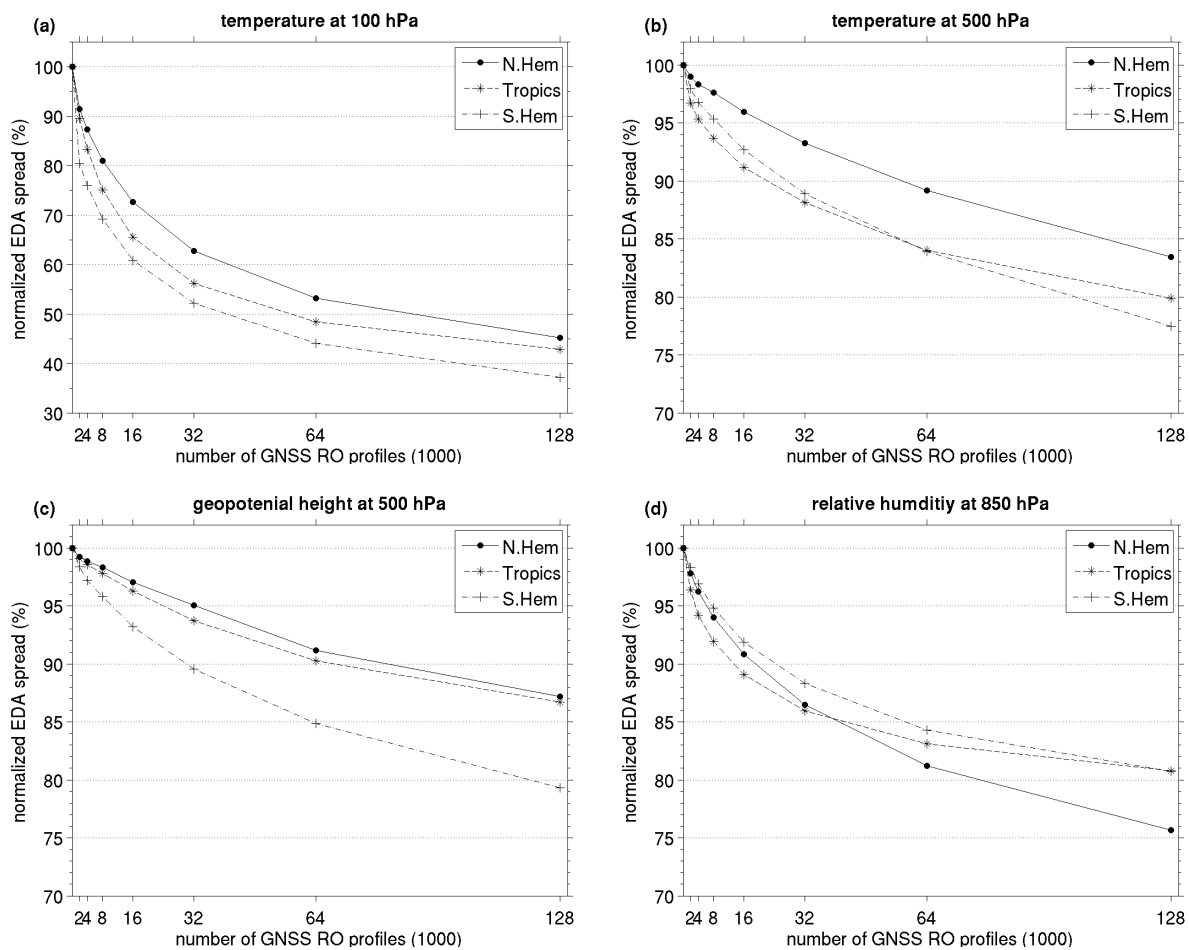 (a)
temperature at 100 hPa
N.Hem
Tropics
S.Hem
normalized EDA spread (%)
100
90
80
70
60
50
40
30
2 4 8 16 32 64 128
number of GNSS RO profiles (1000)
(b)
temperature at 500 hPa
N.Hem
Tropics
S.Hem
normalized EDA spread (%)
100
95
90
85
80
75
70
2 4 8 16 32 64 128
number of GNSS RO profiles (1000)
(c)
geopotenial height at 500 hPa
N.Hem
Tropics
S.Hem
normalized EDA spread (%)
100
95
90
85
80
75
70
2 4 8 16 32 64 128
number of GNSS RO profiles (1000)
(d)
relative humditiy at 850 hPa
N.Hem
Tropics
S.Hem
normalized EDA spread (%)
100
95
90
85
80
75
70
2 4 8 16 32 64 128
number of GNSS RO profiles (1000)